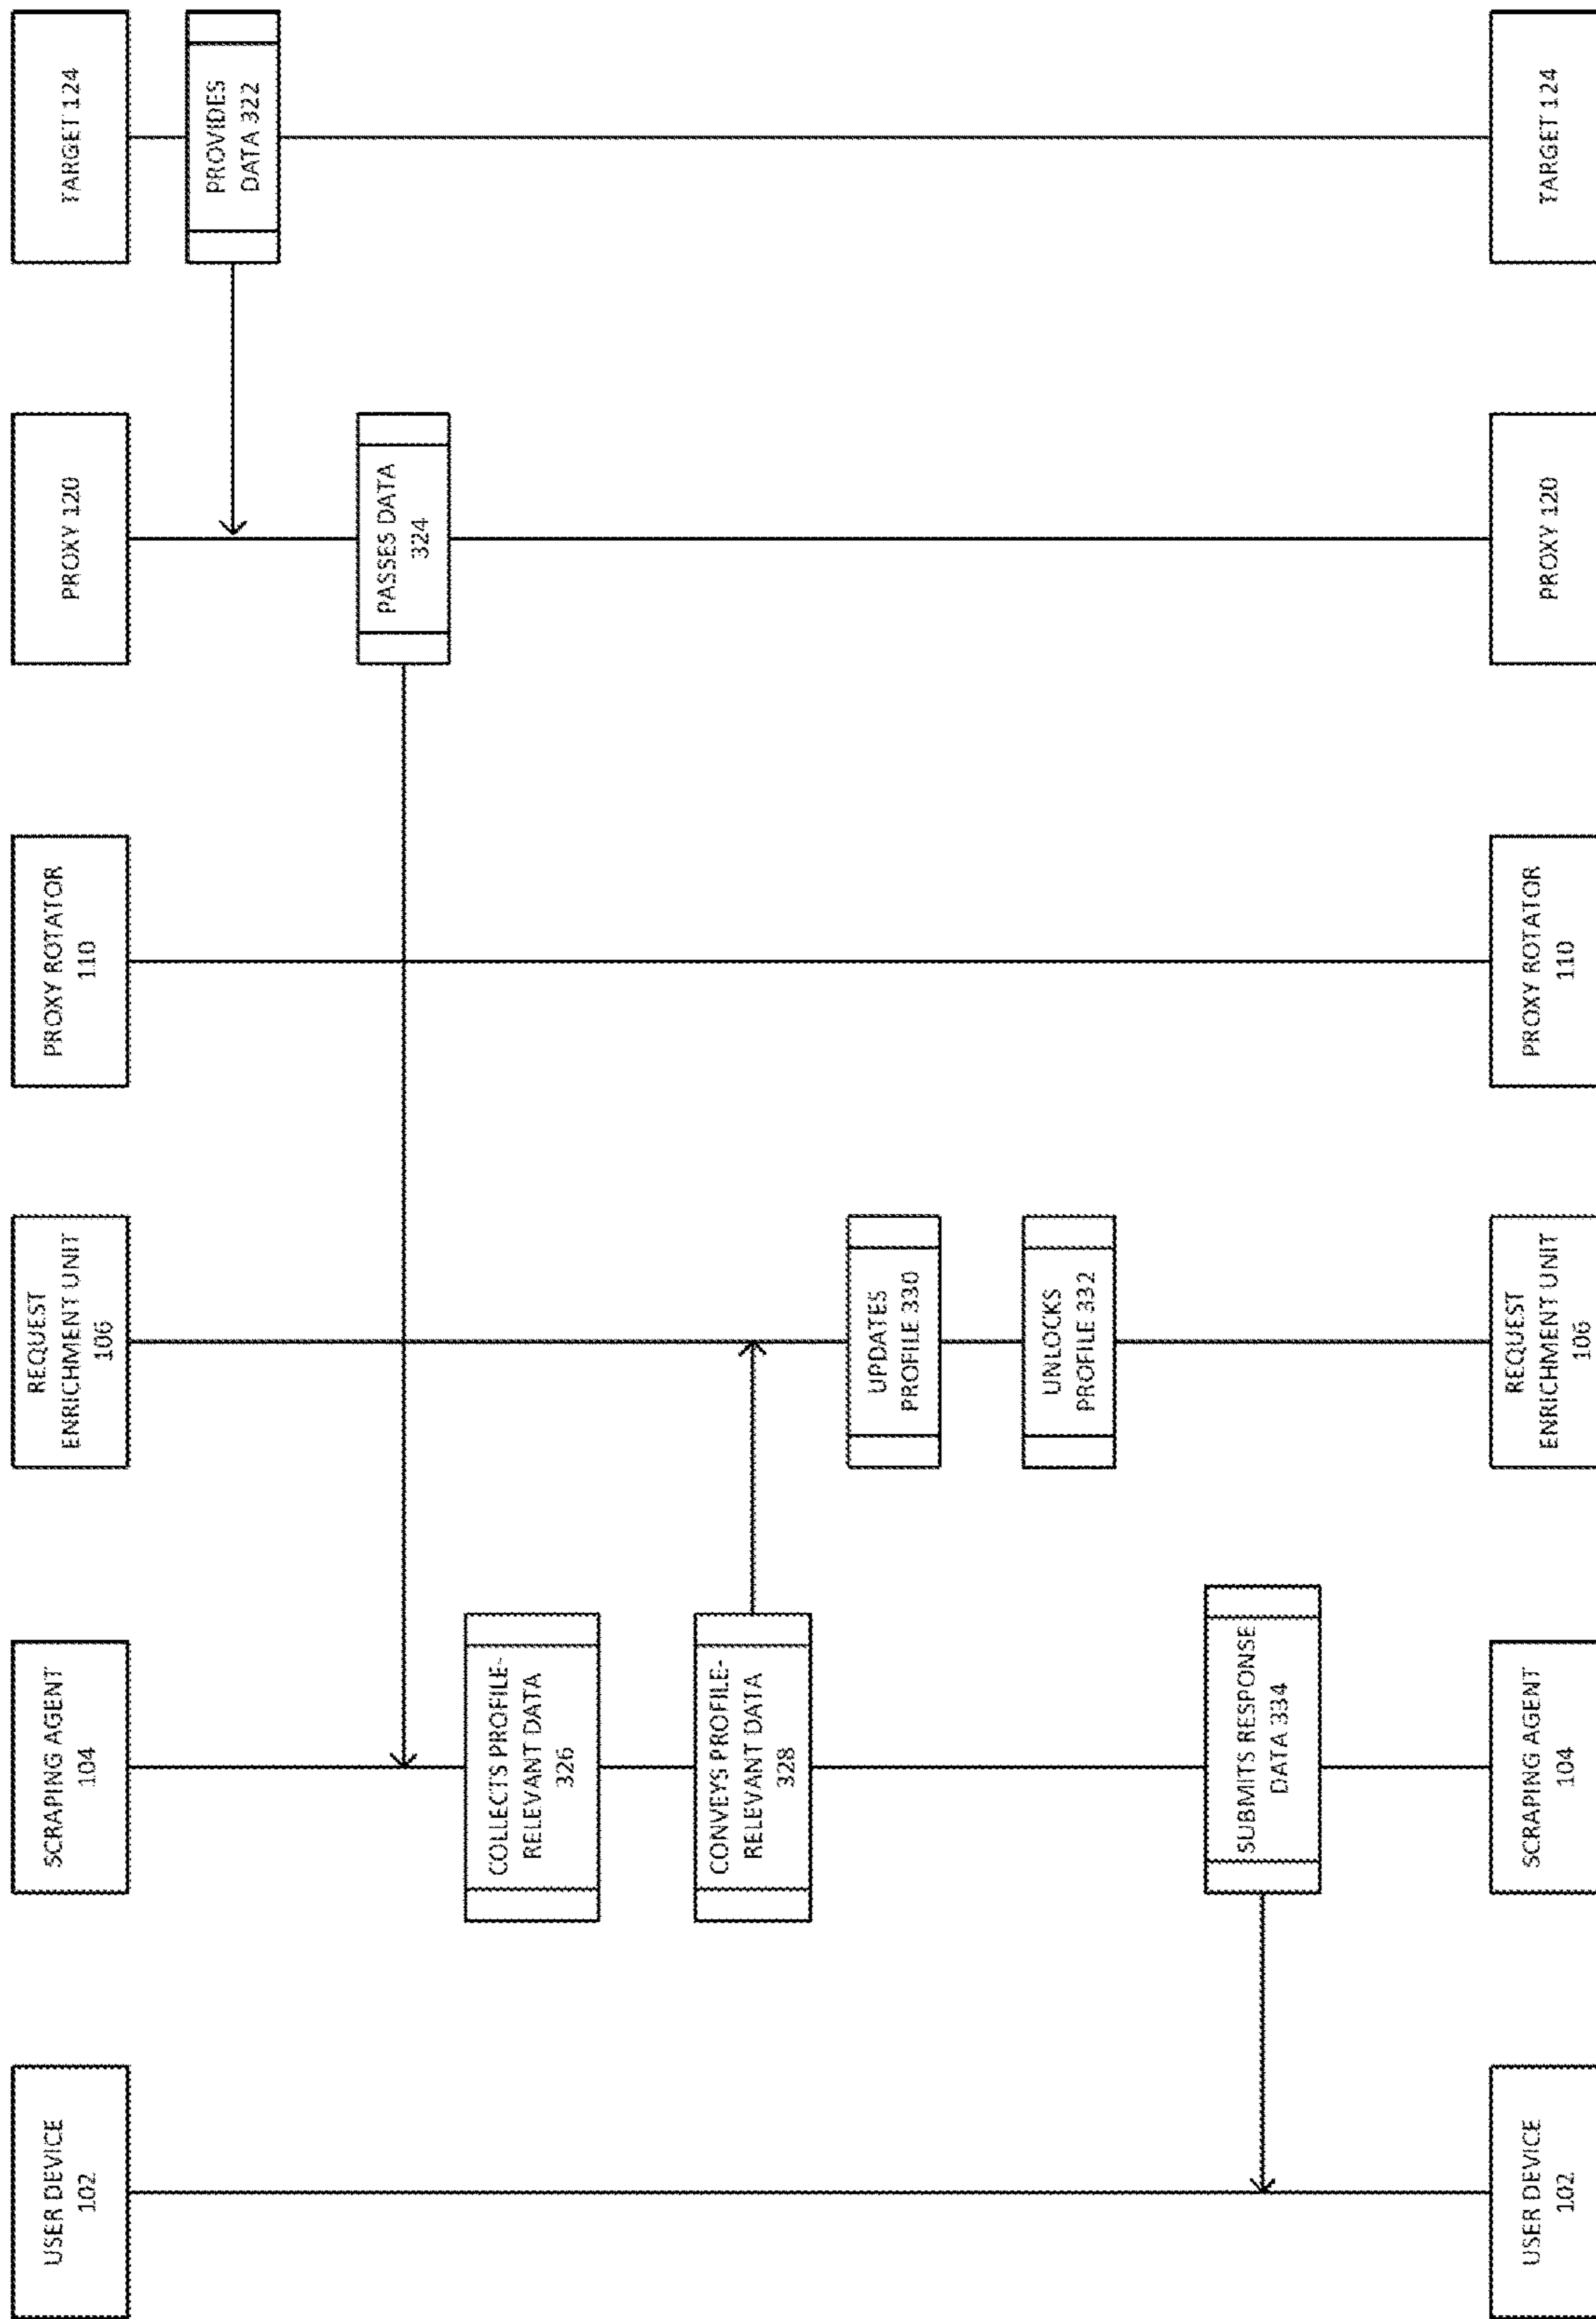 USER DEVICE
102
SCRAPING AGENT
104
REQUEST
ENRICHMENT UNIT
106
PROXY ROTATOR
110
PROXY 120
TARGET 124
PROVIDES
DATA 322
PASSES DATA
324
COLLECTS PROFILE-
RELEVANT DATA
326
CONVEYS PROFILE-
RELEVANT DATA
328
UPDATES
PROFILE 330
UNLOCKS
PROFILE 332
SUBMITS RESPONSE
DATA 334
USER DEVICE
102
SCRAPING AGENT
104
REQUEST
ENRICHMENT UNIT
106
PROXY ROTATOR
110
PROXY 120
TARGET 124